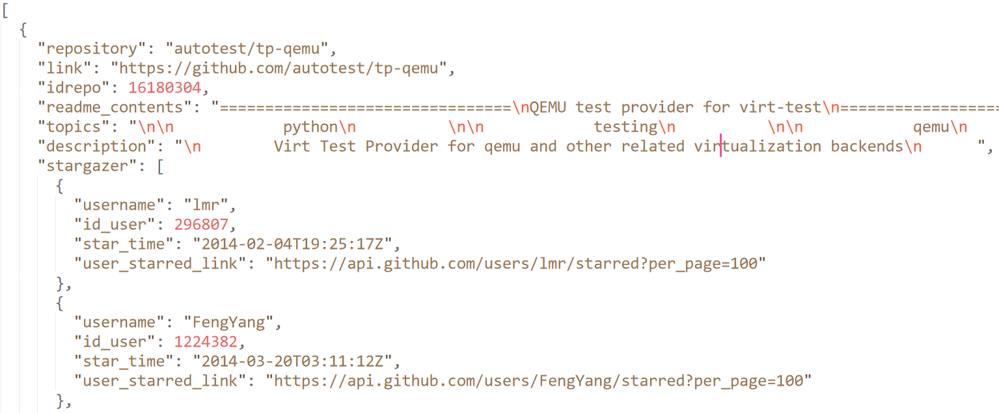 [
{
"repository": "autotest/tp-qemu",
"link": "https://github.com/autotest/tp-qemu",
"idrepo": 16180304,
"readme_contents": "================================\nQEMU test provider for virt-test\n=================
"topics": "\n\n            python\n          \n\n            testing\n          \n\n            qemu\n
"description": "\n        Virt Test Provider for qemu and other related virtualization backends\n      ",
"stargazer": [
{
"username": "lmr",
"id_user": 296807,
"star_time": "2014-02-04T19:25:17Z",
"user_starred_link": "https://api.github.com/users/lmr/starred?per_page=100"
},
{
"username": "FengYang",
"id_user": 1224382,
"star_time": "2014-03-20T03:11:12Z",
"user_starred_link": "https://api.github.com/users/FengYang/starred?per_page=100"
},